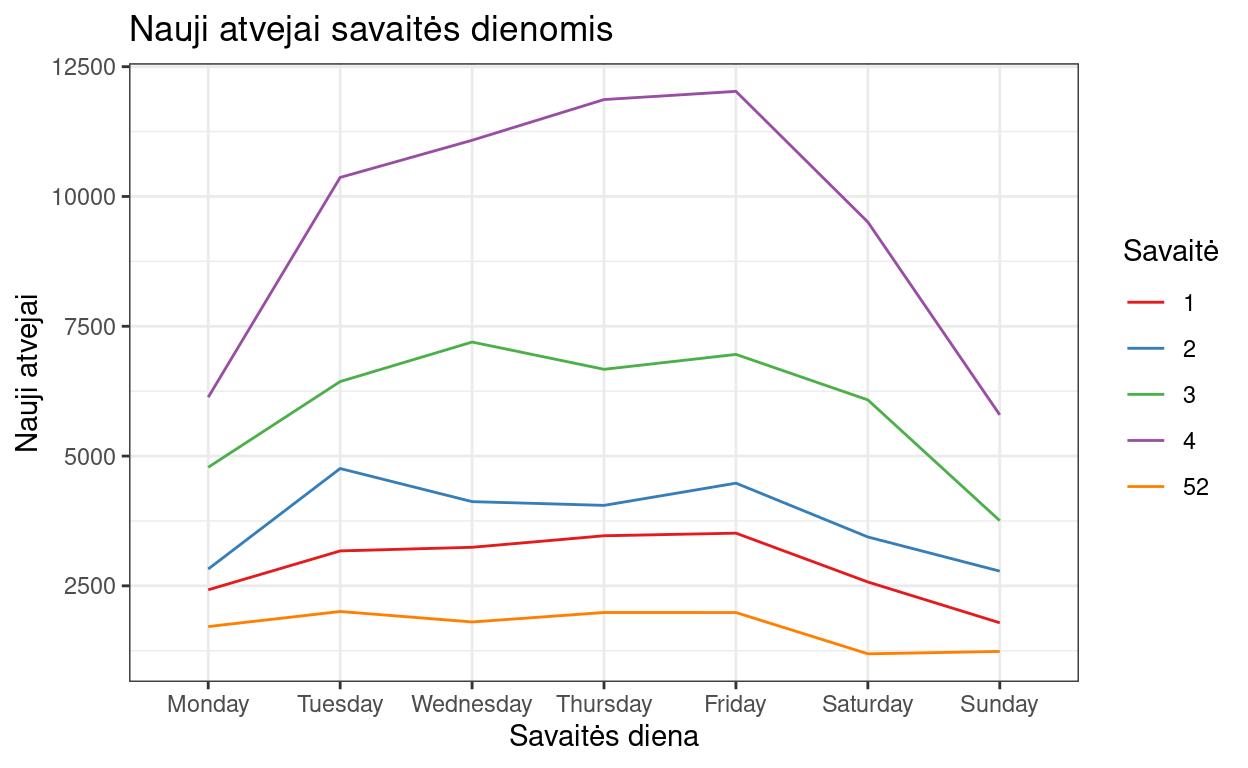 Nauji atvejai savaitės dienomis
Nauji atvejai
12500
10000
7500
5000
2500
Monday Tuesday Wednesday Thursday Friday Saturday Sunday
Savaitės diena
Savaitė
1
2
3
4
52